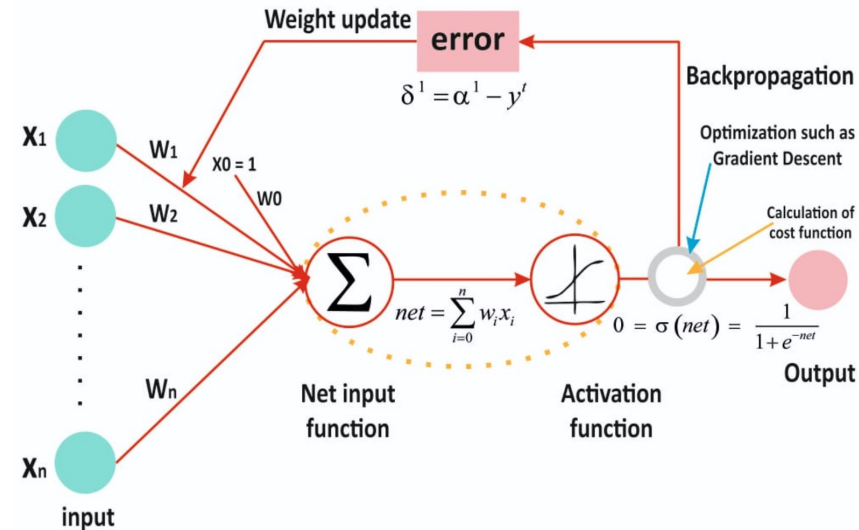 Weight update
error
δ¹ = α¹ − yᵗ
Backpropagation
Optimization such as
Gradient Descent
Calculation of
cost function
X1
W1
X0 = 1
W0
X2
W2
Σ
net = ∑ⁿᵢ₌₀ wᵢxᵢ
0 = σ(net) = 1 / 1 + e⁻ⁿᵉᵗ
Output
Wn
Net input
function
Activation
function
Xn
input